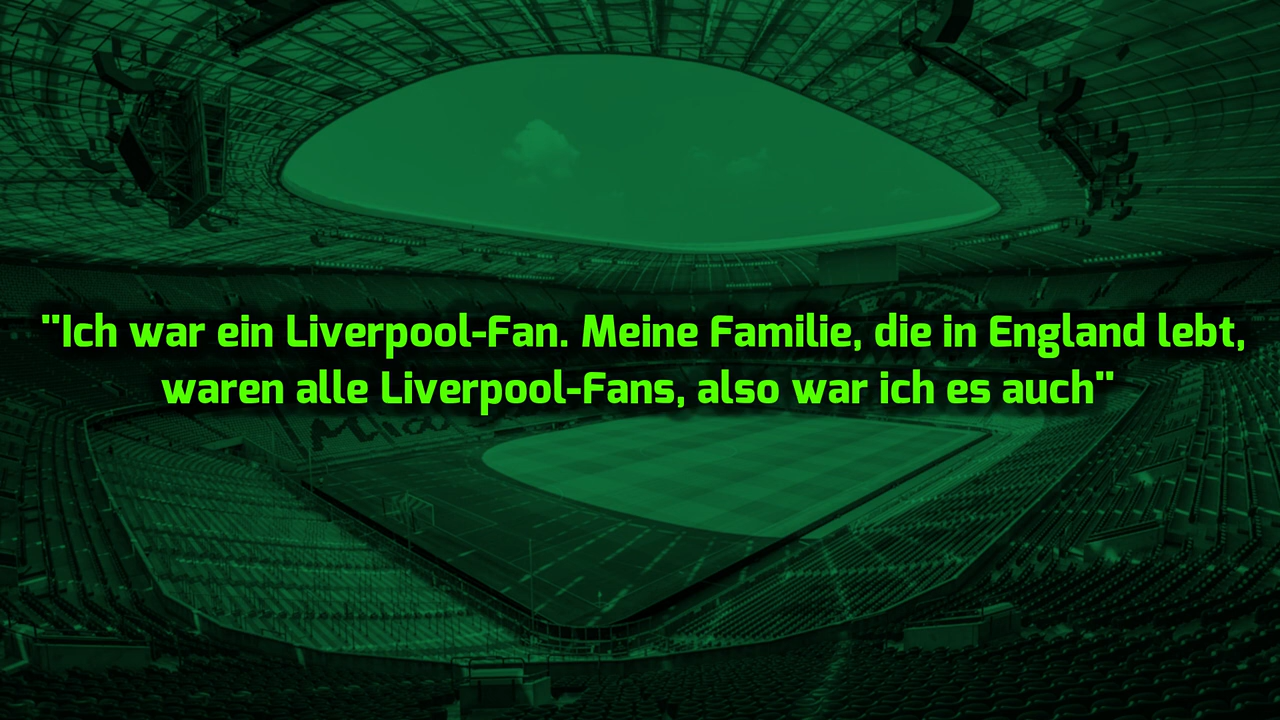 "Ich war ein Liverpool-Fan. Meine Familie, die in England lebt,
waren alle Liverpool-Fans, also war ich es auch"